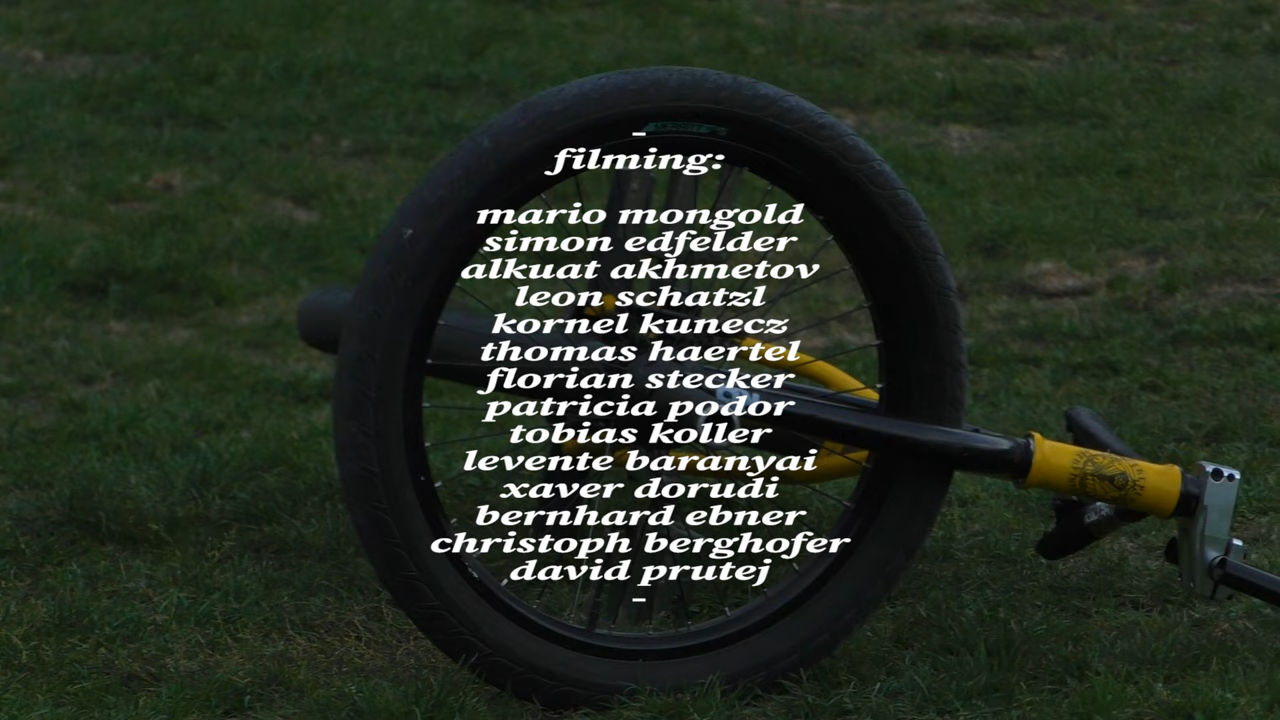 –
filming:
mario mongold
simon edfelder
alkuat akhmetov
leon schatzl
kornel kunecz
thomas haertel
florian stecker
patricia podor
tobias koller
levente baranyai
xaver dorudi
bernhard ebner
christoph berghofer
david prutej
–